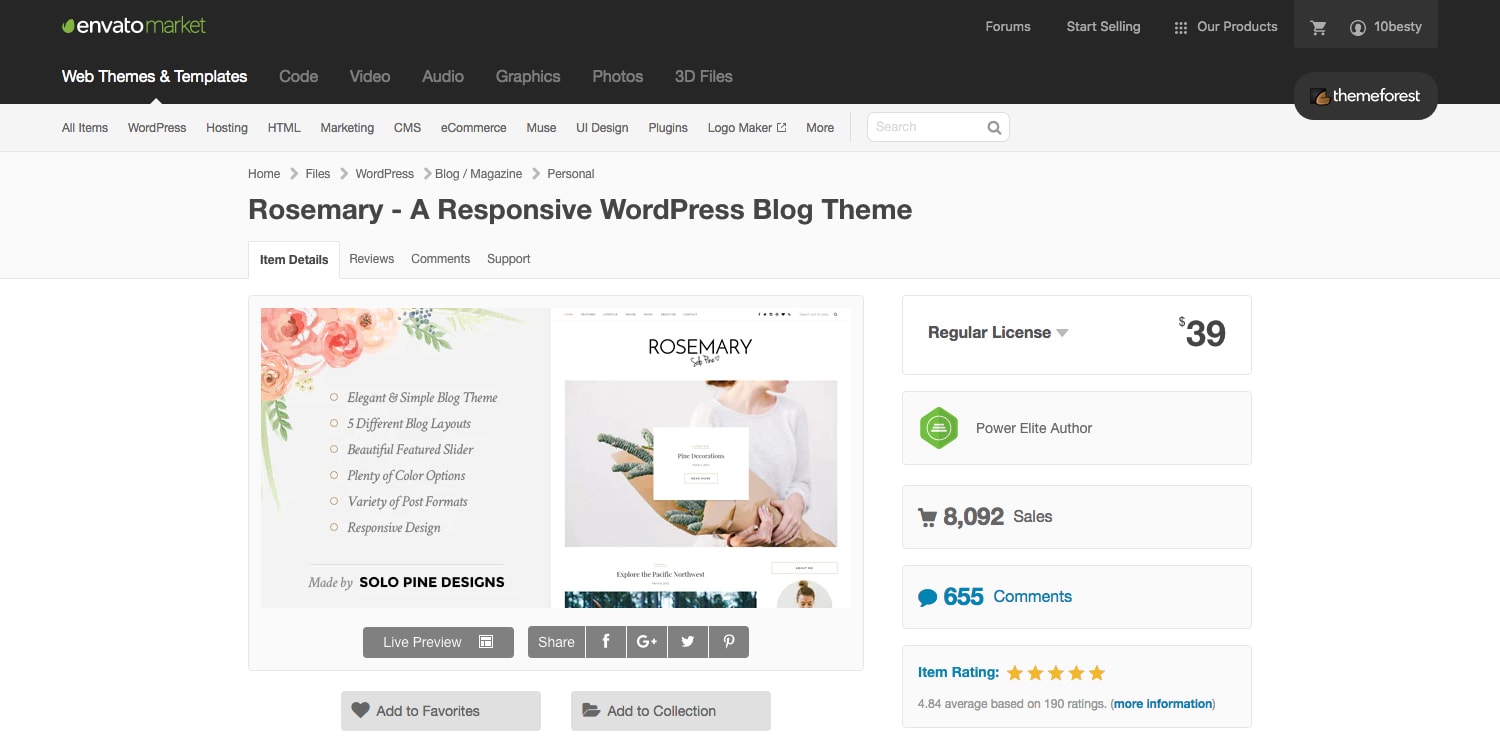 envato market
Forums Start Selling Our Products 10besty
Web Themes & Templates Code Video Audio Graphics Photos 3D Files
themeforest
All Items WordPress Hosting HTML Marketing CMS eCommerce Muse UI Design Plugins Logo Maker More Search
Home Files WordPress Blog / Magazine Personal
Rosemary - A Responsive WordPress Blog Theme
Item Details Reviews Comments Support
Elegant & Simple Blog Theme
5 Different Blog Layouts
Beautiful Featured Slider
Plenty of Color Options
Variety of Post Formats
Responsive Design
Made by SOLO PINE DESIGNS
ROSEMARY
Solo Pine
Pine Decorations
READ MORE
Explore the Pacific Northwest
ABOUT ME
Live Preview Share f G+
Add to Favorites Add to Collection
Regular License $39
Power Elite Author
8,092 Sales
655 Comments
Item Rating:
4.84 average based on 190 ratings. (more information)